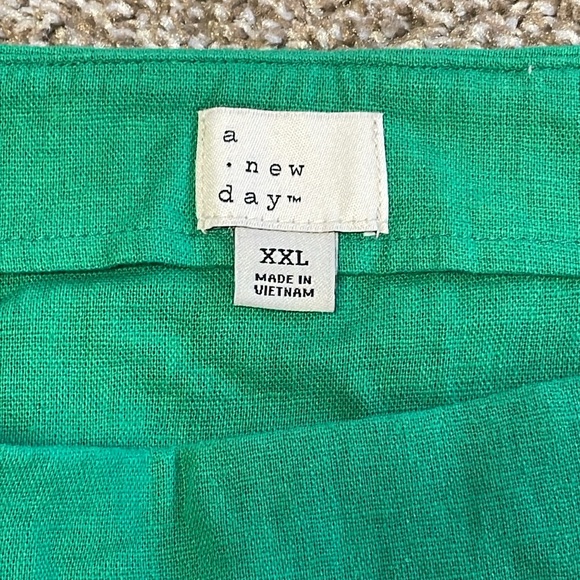 a
· new
day™
XXL
MADE IN
VIETNAM